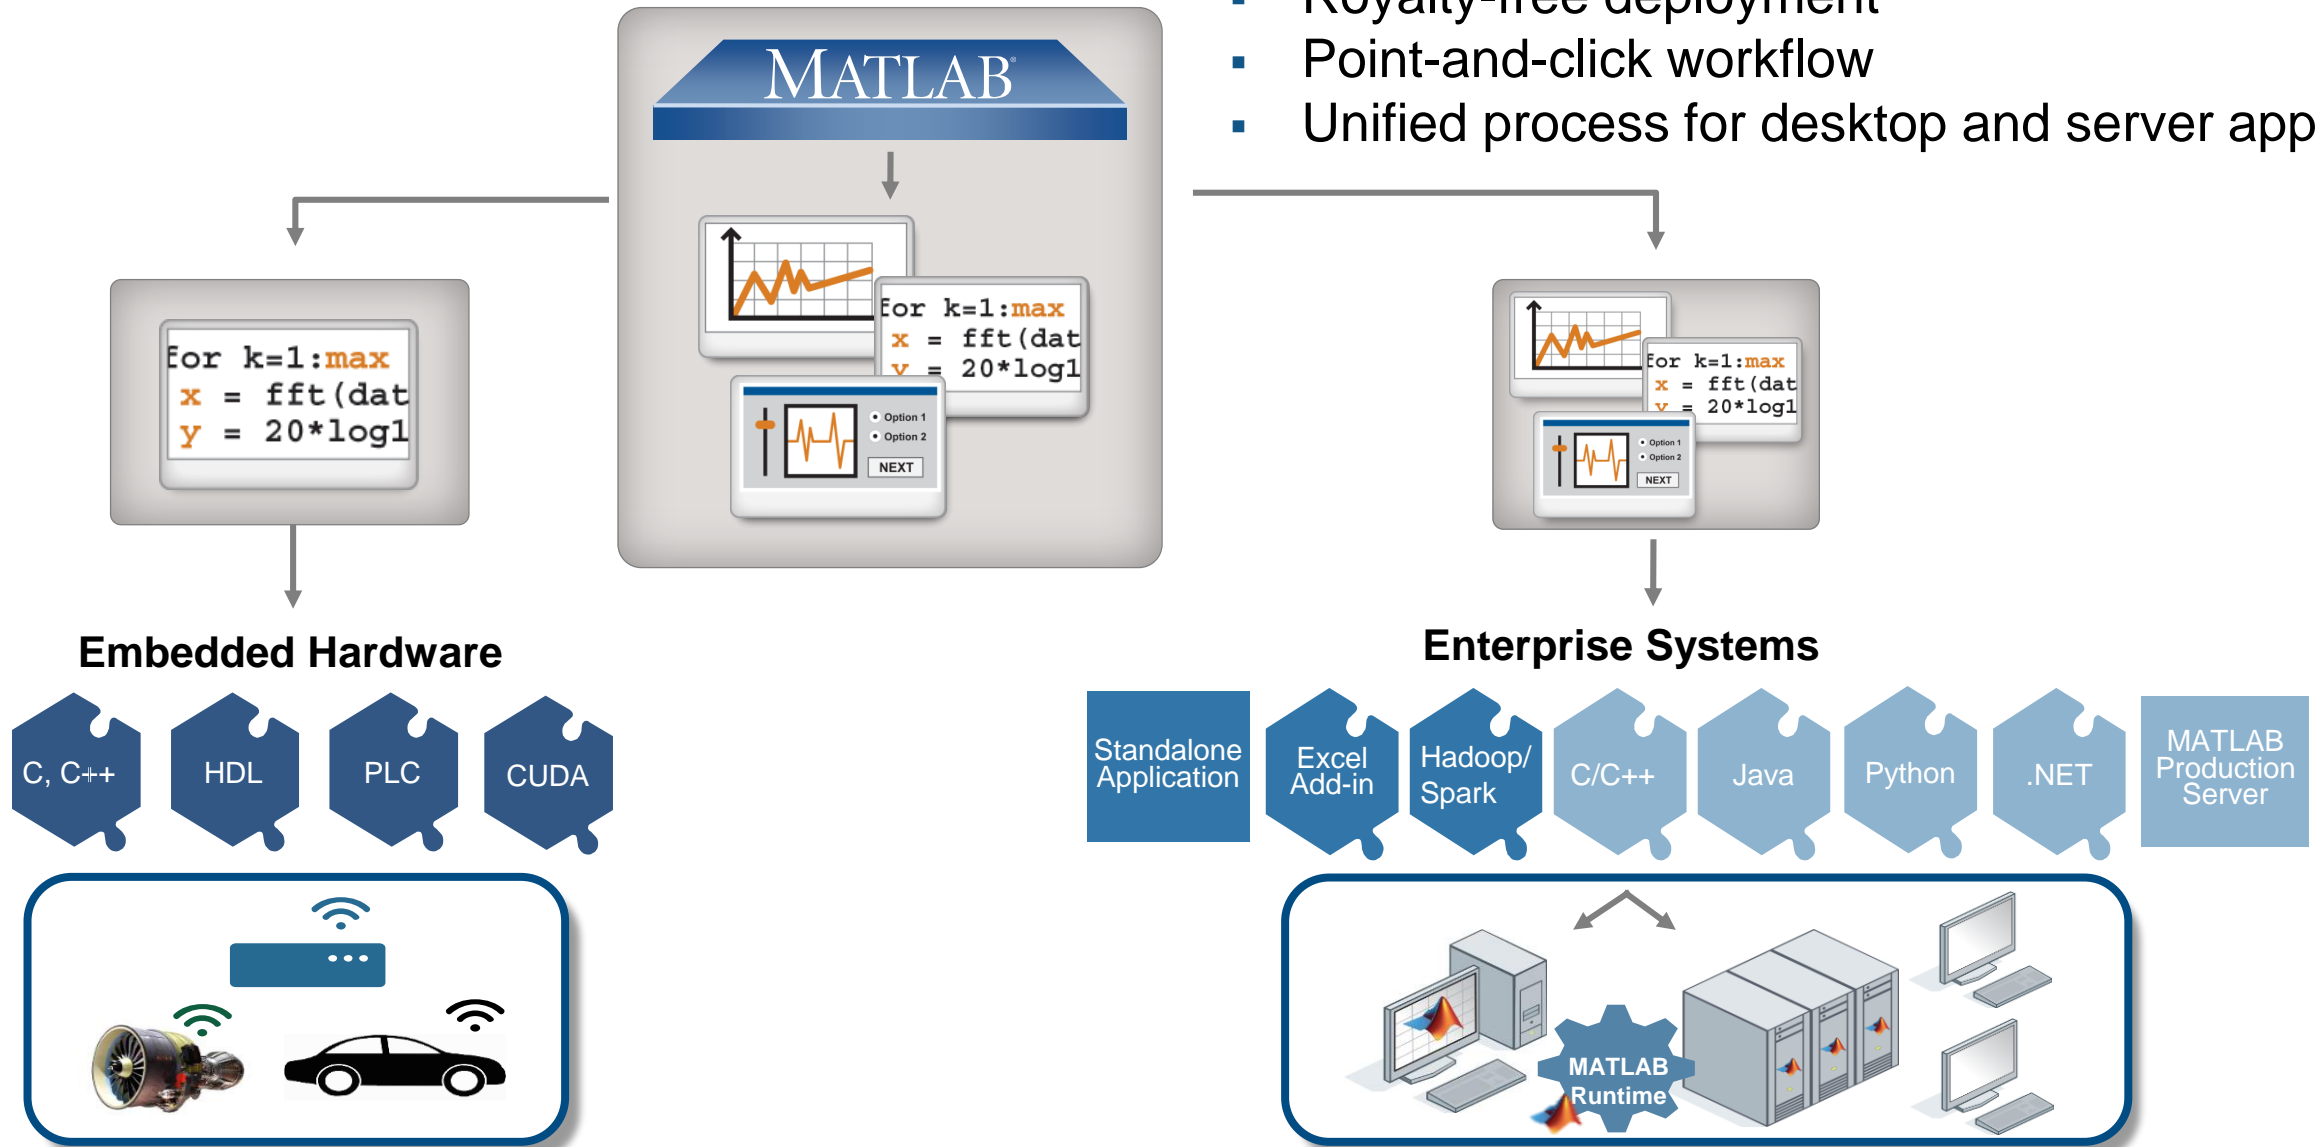 Royalty-free deployment
Point-and-click workflow
Unified process for desktop and server app
MATLAB®
for k=1:max
x = fft(dat
y = 20*log1
for k=1:max
x = fft(dat
y = 20*log1
Option 1
Option 2
NEXT
for k=1:max
x = fft(dat
y = 20*log1
Option 1
Option 2
NEXT
Embedded Hardware
C, C++
HDL
PLC
CUDA
Enterprise Systems
Standalone
Application
Excel
Add-in
Hadoop/
Spark
C/C++
Java
Python
.NET
MATLAB
Production
Server
MATLAB
Runtime